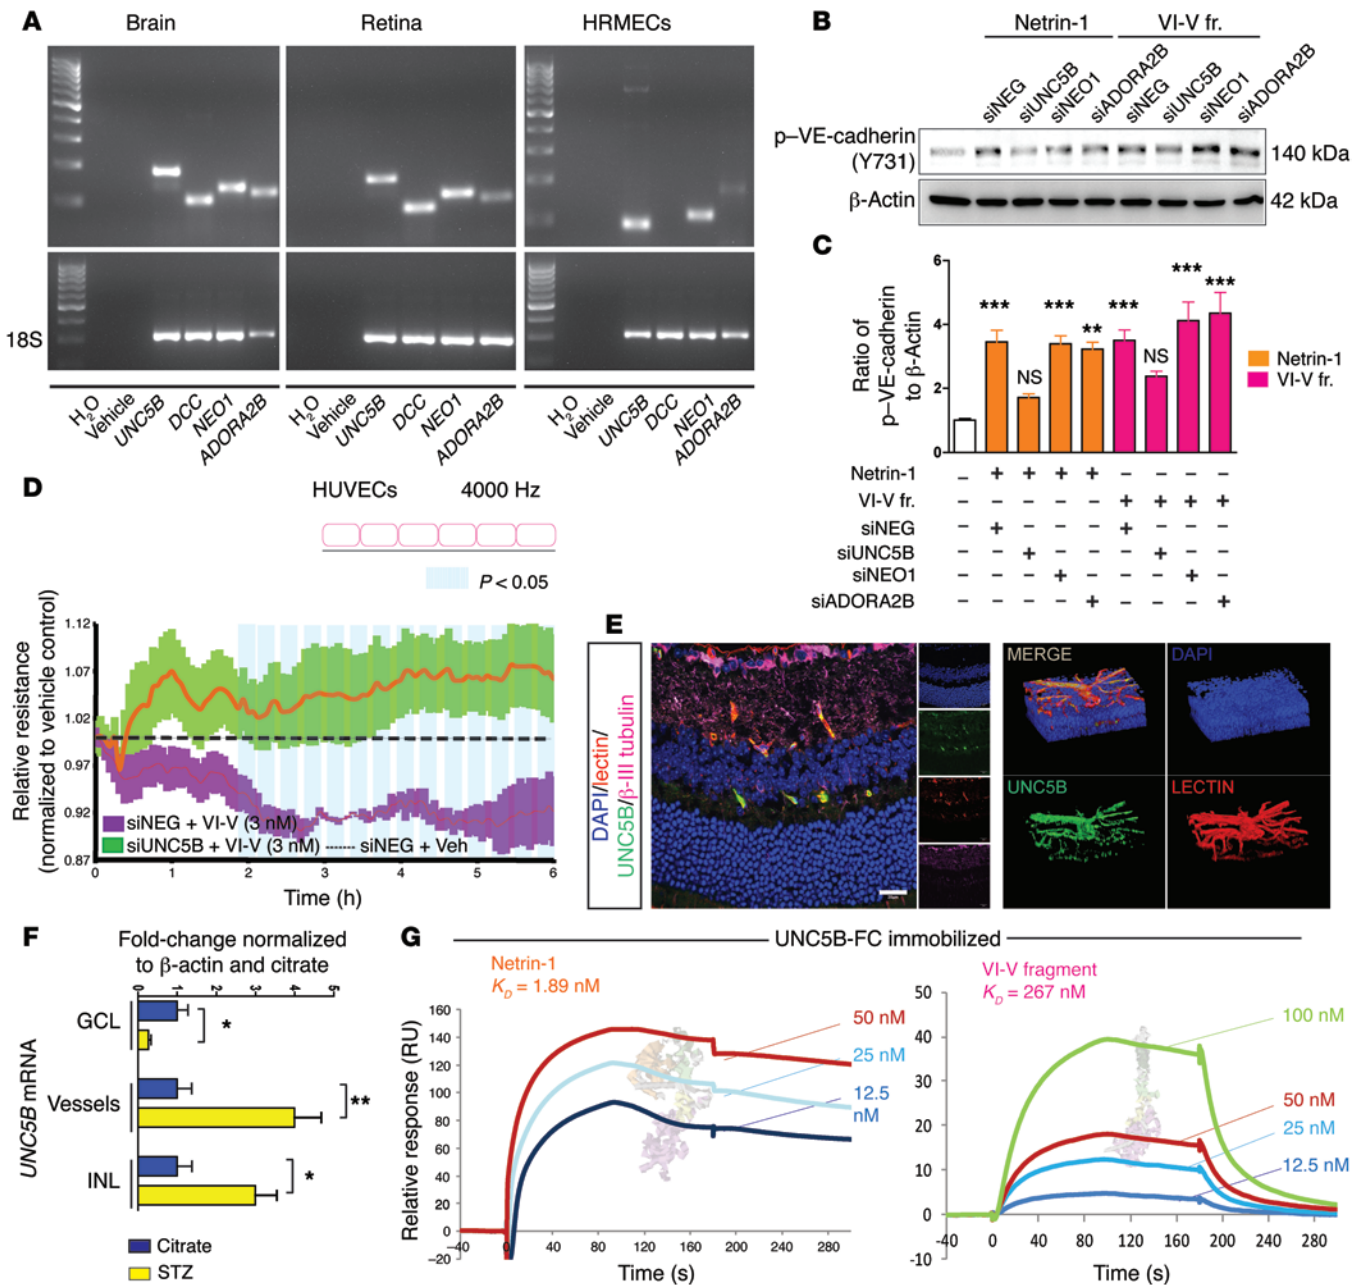 A
Brain
Retina
HRMECs
18S
H2O
Vehicle
UNC5B
DCC
NEO1
ADORA2B
H2O
Vehicle
UNC5B
DCC
NEO1
ADORA2B
H2O
Vehicle
UNC5B
DCC
NEO1
ADORA2B
B
Netrin-1
VI-V fr.
siNEG
siUNC5B
siNEO1
siADORA2B
siNEG
siUNC5B
siNEO1
siADORA2B
p–VE-cadherin
(Y731)
140 kDa
β-Actin
42 kDa
C
Ratio of
p–VE-cadherin
to β-Actin
6
4
2
0
***
NS
***
**
***
NS
***
***
Netrin-1
VI-V fr.
Netrin-1 – + + + + – – – –
VI-V fr. – – – – – + + + +
siNEG – + – – – + – – –
siUNC5B – – + – – – + – –
siNEO1 – – – + – – – + –
siADORA2B – – – – + – – – +
D
HUVECs
4000 Hz
P < 0.05
Relative resistance
(normalized to vehicle control)
1.12
1.07
1.02
0.97
0.92
0.87
siNEG + VI-V (3 nM)
siUNC5B + VI-V (3 nM) ------- siNEG + Veh
0 1 2 3 4 5 6
Time (h)
E
DAPI/lectin/
UNC5B/β-III tubulin
MERGE
DAPI
UNC5B
LECTIN
F
Fold-change normalized
to β-actin and citrate
0 1 2 3 4 5
UNC5B mRNA
GCL
*
Vessels
**
INL
*
Citrate
STZ
G
UNC5B-FC immobilized
Netrin-1
KD = 1.89 nM
Relative response (RU)
160
140
120
100
80
60
40
20
0
–20
50 nM
25 nM
12.5
nM
–40 0 40 80 120 160 200 240 280
Time (s)
VI-V fragment
KD = 267 nM
50
40
30
20
10
0
-10
100 nM
50 nM
25 nM
12.5 nM
-40 0 40 80 120 160 200 240 280
Time (s)